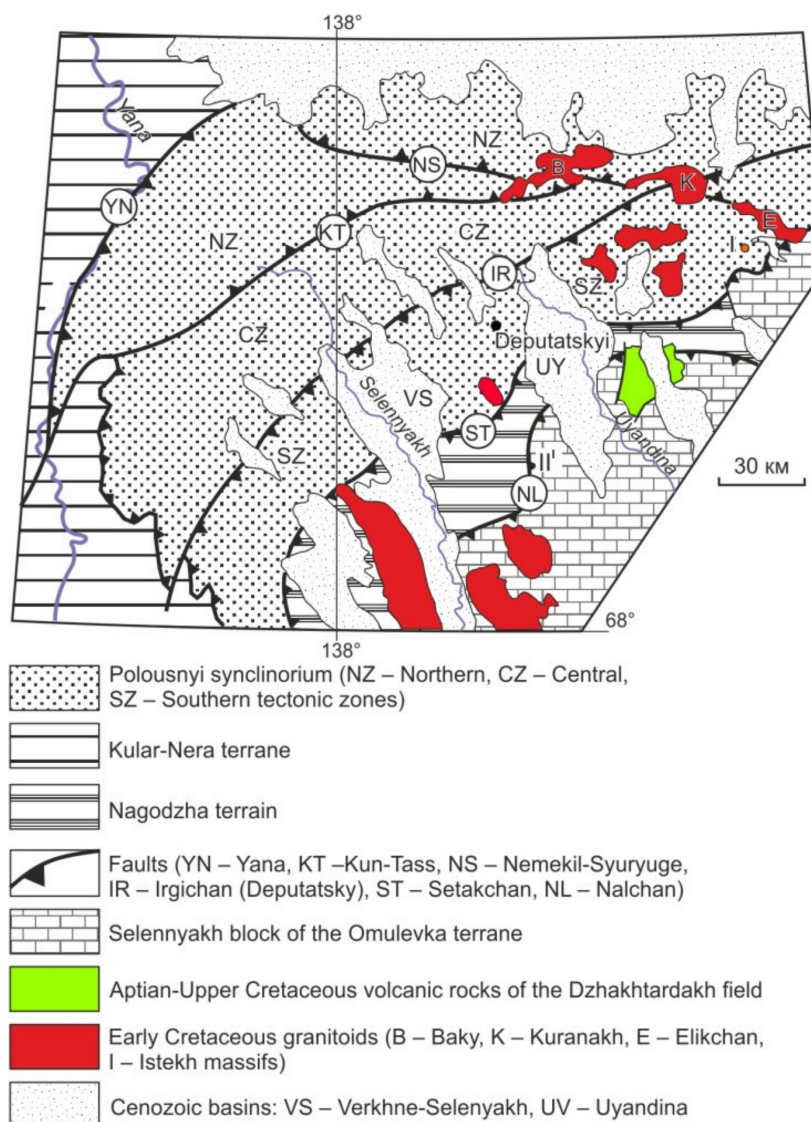 138°
Yana
NZ
NS
B
K
YN
E
NZ
KT
CZ
I
IR
SZ
Deputatskyi
CZ
UY
VS
Selennyakh
Uyandina
ST
30 км
SZ
II'
NL
68°
138°
Polousnyi synclinorium (NZ – Northern, CZ – Central,
SZ – Southern tectonic zones)
Kular-Nera terrane
Nagodzha terrain
Faults (YN – Yana, KT –Kun-Tass, NS – Nemekil-Syuryuge,
IR – Irgichan (Deputatsky), ST – Setakchan, NL – Nalchan)
Selennyakh block of the Omulevka terrane
Aptian-Upper Cretaceous volcanic rocks of the Dzhakhtardakh field
Early Cretaceous granitoids (B – Baky, K – Kuranakh, E – Elikchan,
I – Istekh massifs)
Cenozoic basins: VS – Verkhne-Selenyakh, UV – Uyandina